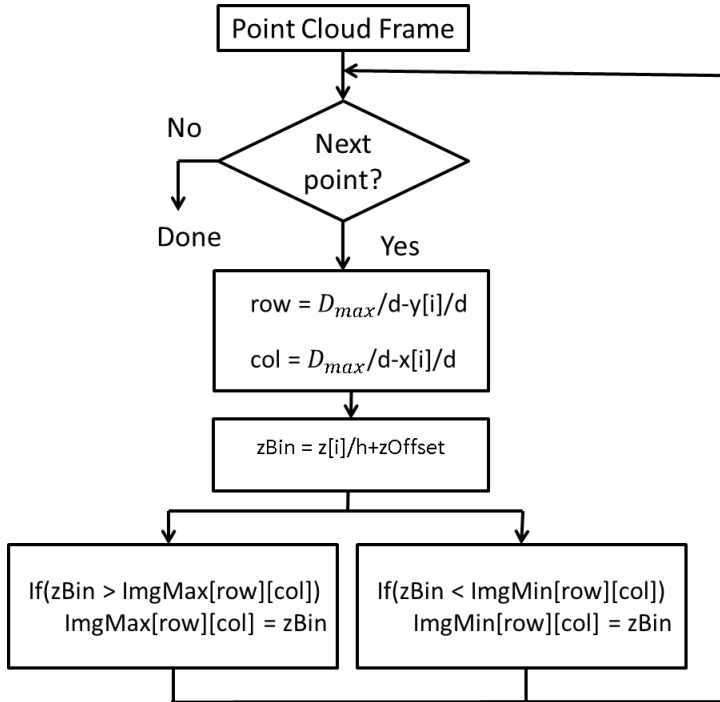 Point Cloud Frame
No
Next
point?
Done
Yes
row = D_max/d-y[i]/d
col = D_max/d-x[i]/d
zBin = z[i]/h+zOffset
If(zBin > ImgMax[row][col])
ImgMax[row][col] = zBin
If(zBin < ImgMin[row][col])
ImgMin[row][col] = zBin